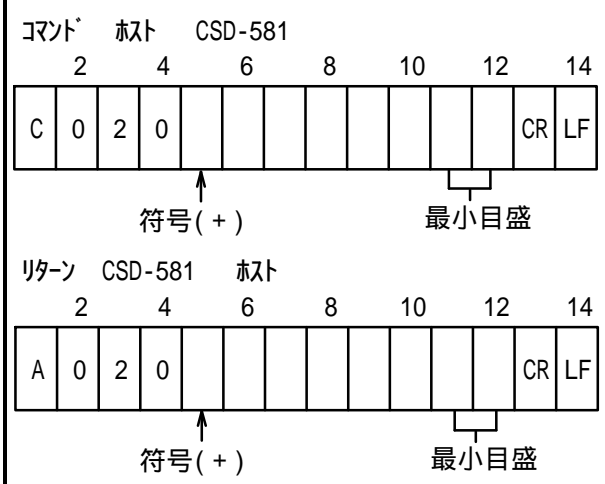 ｺﾏﾝﾄﾞ ﾎｽﾄ CSD-581
2 4 6 8 10 12 14
C 0 2 0 CR LF
符号(+) 最小目盛
ﾘﾀｰﾝ CSD-581 ﾎｽﾄ
2 4 6 8 10 12 14
A 0 2 0 CR LF
符号(+) 最小目盛